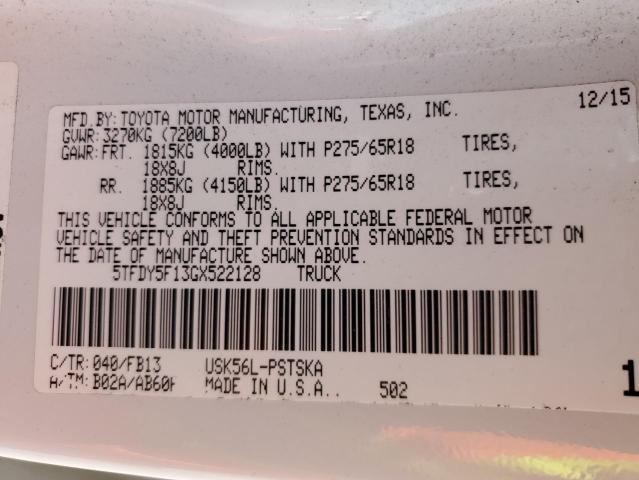 MFD.BY:TOYOTA MOTOR MANUFACTURING, TEXAS, INC. 12/15
GVWR:3270KG (7200LB)
GAWR:FRT. 1815KG (4000LB) WITH P275/65R18 TIRES,
18X8J RIMS.
RR. 1885KG (4150LB) WITH P275/65R18 TIRES,
18X8J RIMS.
THIS VEHICLE CONFORMS TO ALL APPLICABLE FEDERAL MOTOR
VEHICLE SAFETY AND THEFT PREVENTION STANDARDS IN EFFECT ON
THE DATE OF MANUFACTURE SHOWN ABOVE.
5TFDY5F13GX522128 TRUCK
C/TR:040/FB13 USK56L-PSTSKA
A/TM:B02A/AB60F MADE IN U.S.A.. 502
1